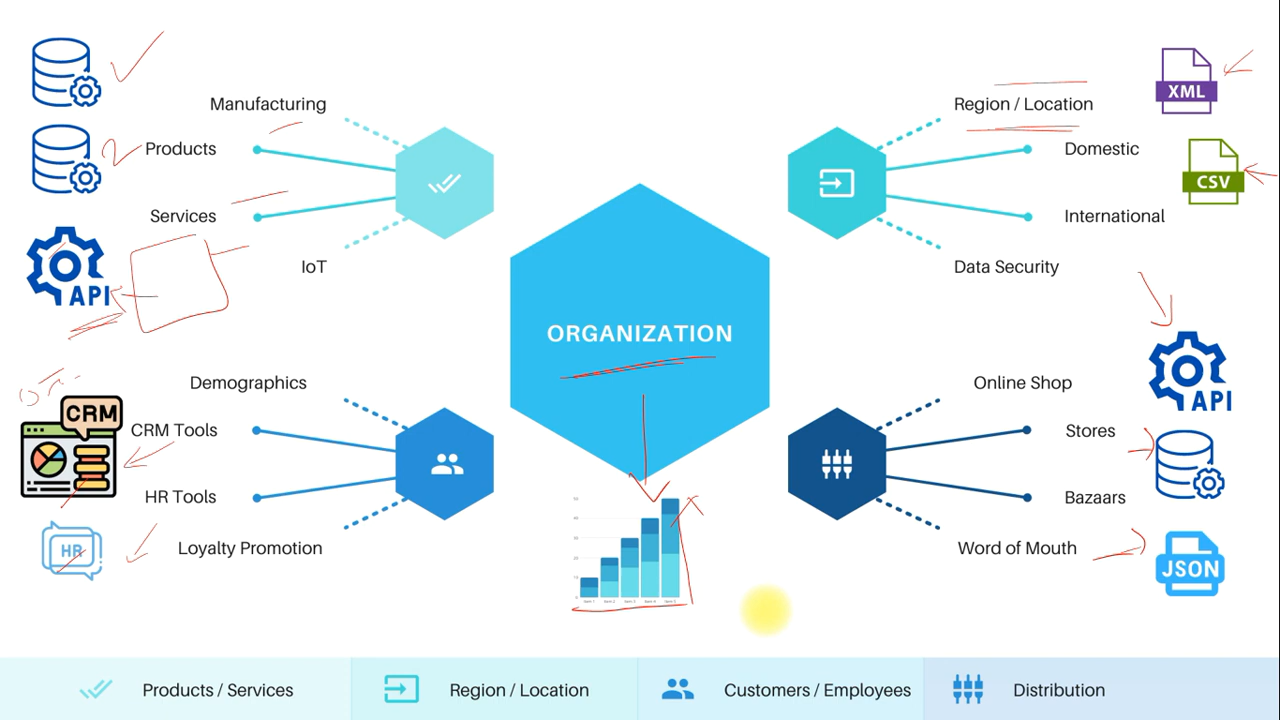 Manufacturing
Products
Services
IoT
API
Region / Location
Domestic
International
Data Security
XML
CSV
ORGANIZATION
Demographics
CRM
CRM Tools
HR Tools
HR
Loyalty Promotion
Online Shop
Stores
Bazaars
Word of Mouth
API
JSON
Products / Services
Region / Location
Customers / Employees
Distribution